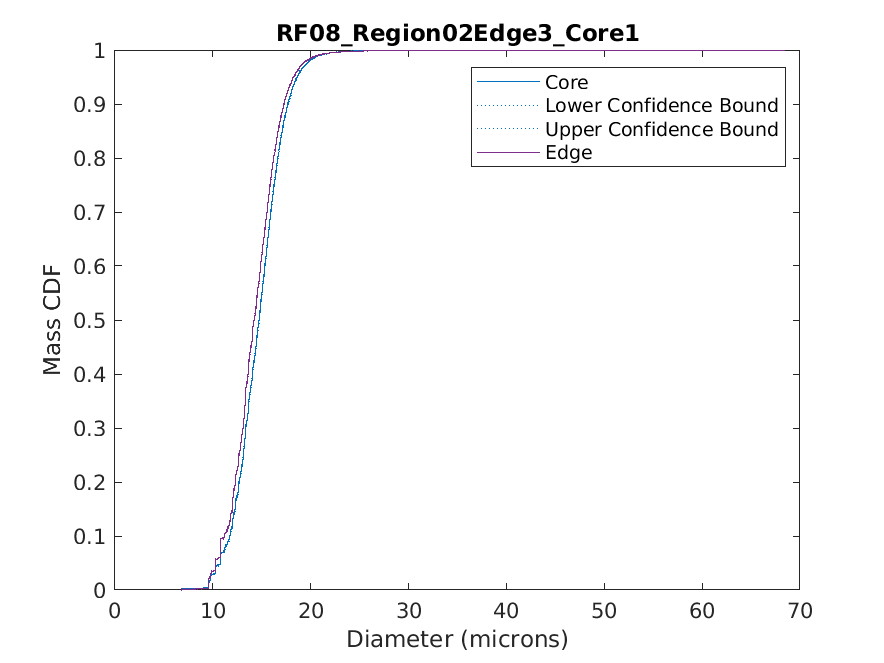 RF08_Region02Edge3_Core1
1
0.9
0.8
0.7
0.6
0.5
0.4
0.3
0.2
0.1
0
Mass CDF
Core
Lower Confidence Bound
Upper Confidence Bound
Edge
0 10 20 30 40 50 60 70
Diameter (microns)